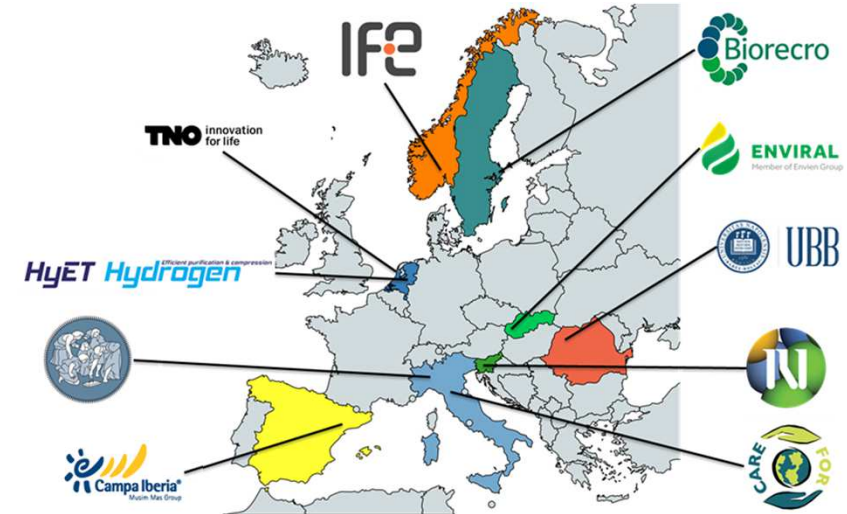 IFE
Biorecro
TNO innovation
for life
ENVIRAL
Member of Envien Group
UBB
Efficient purification & compression
HyET Hydrogen
Campa Iberia®
Musim Mas Group
CARE
FOR